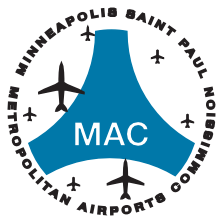 MINNEAPOLIS SAINT PAUL
METROPOLITAN AIRPORTS COMMISSION
MAC